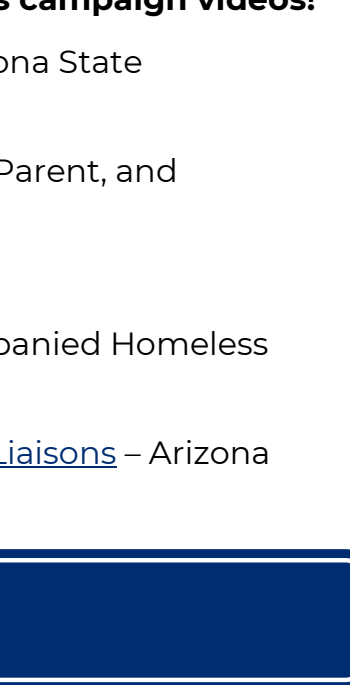 s campaign videos!
ona State
Parent, and
panied Homeless
Liaisons – Arizona